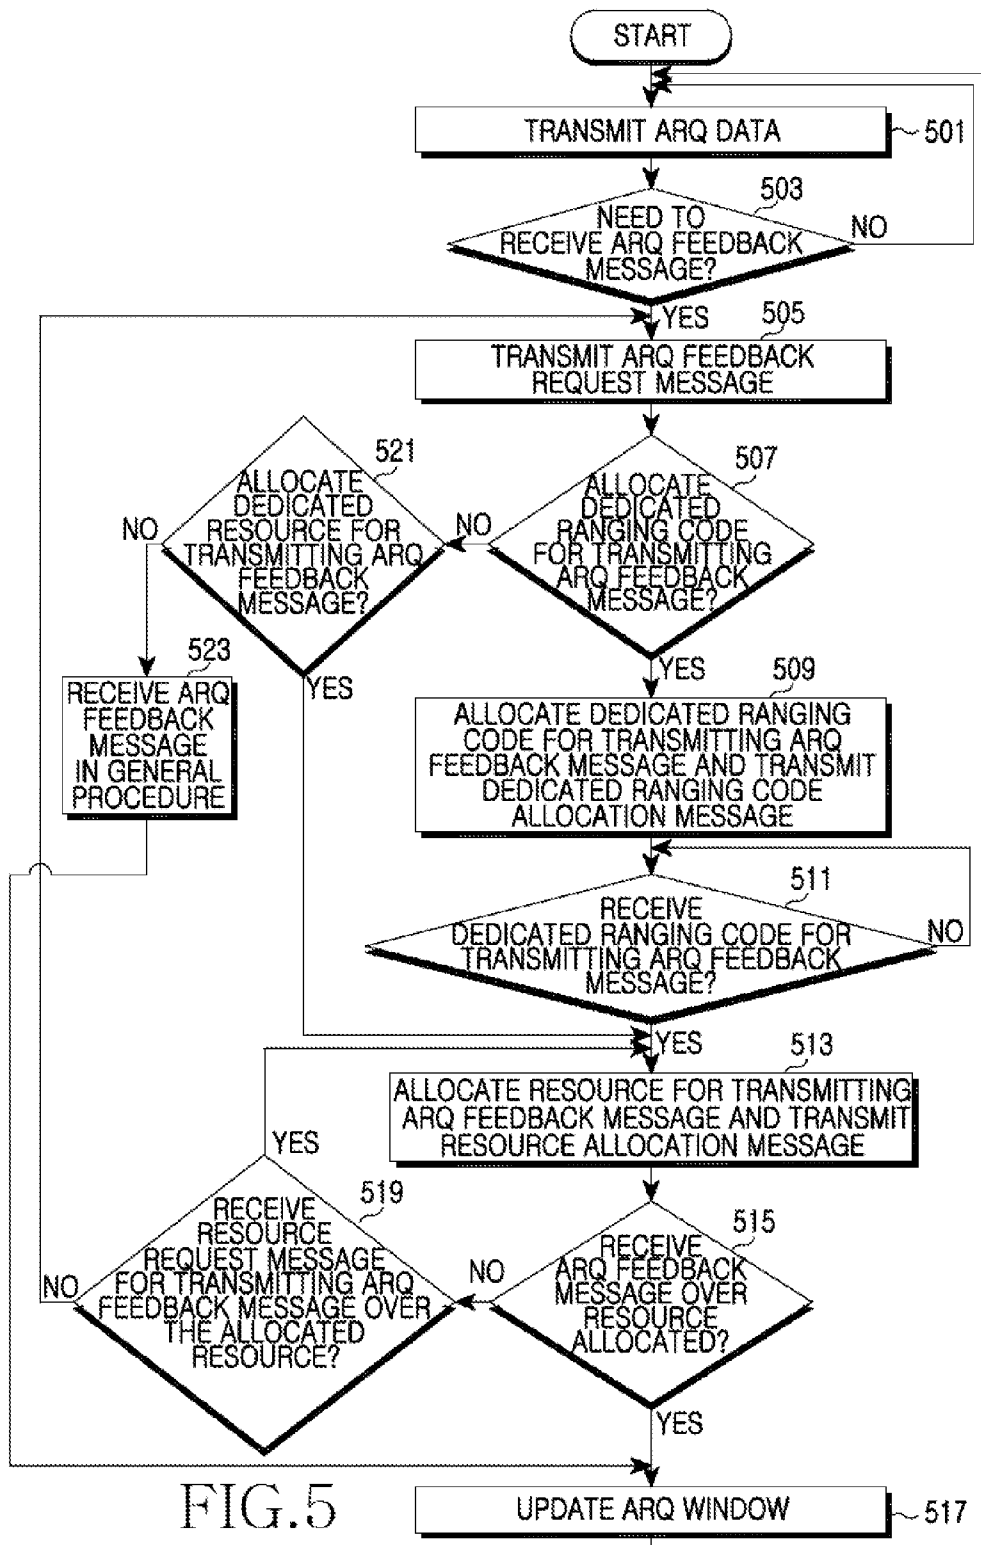 START
TRANSMIT ARQ DATA
501
503
NEED TO
RECEIVE ARQ FEEDBACK
MESSAGE?
NO
YES
505
TRANSMIT ARQ FEEDBACK
REQUEST MESSAGE
507
ALLOCATE
DEDICATED
RANGING CODE
FOR TRANSMITTING
ARQ FEEDBACK
MESSAGE?
NO
YES
521
ALLOCATE
DEDICATED
RESOURCE FOR
TRANSMITTING ARQ
FEEDBACK
MESSAGE?
NO
YES
523
RECEIVE ARQ
FEEDBACK
MESSAGE
IN GENERAL
PROCEDURE
509
ALLOCATE DEDICATED RANGING
CODE FOR TRANSMITTING ARQ
FEEDBACK MESSAGE AND TRANSMIT
DEDICATED RANGING CODE
ALLOCATION MESSAGE
511
RECEIVE
DEDICATED RANGING CODE FOR
TRANSMITTING ARQ FEEDBACK
MESSAGE?
NO
YES
513
ALLOCATE RESOURCE FOR TRANSMITTING
ARQ FEEDBACK MESSAGE AND TRANSMIT
RESOURCE ALLOCATION MESSAGE
515
RECEIVE
ARQ FEEDBACK
MESSAGE OVER
RESOURCE
ALLOCATED?
NO
YES
519
RECEIVE
RESOURCE
REQUEST MESSAGE
FOR TRANSMITTING ARQ
FEEDBACK MESSAGE OVER
THE ALLOCATED
RESOURCE?
YES
NO
UPDATE ARQ WINDOW
517
FIG.5